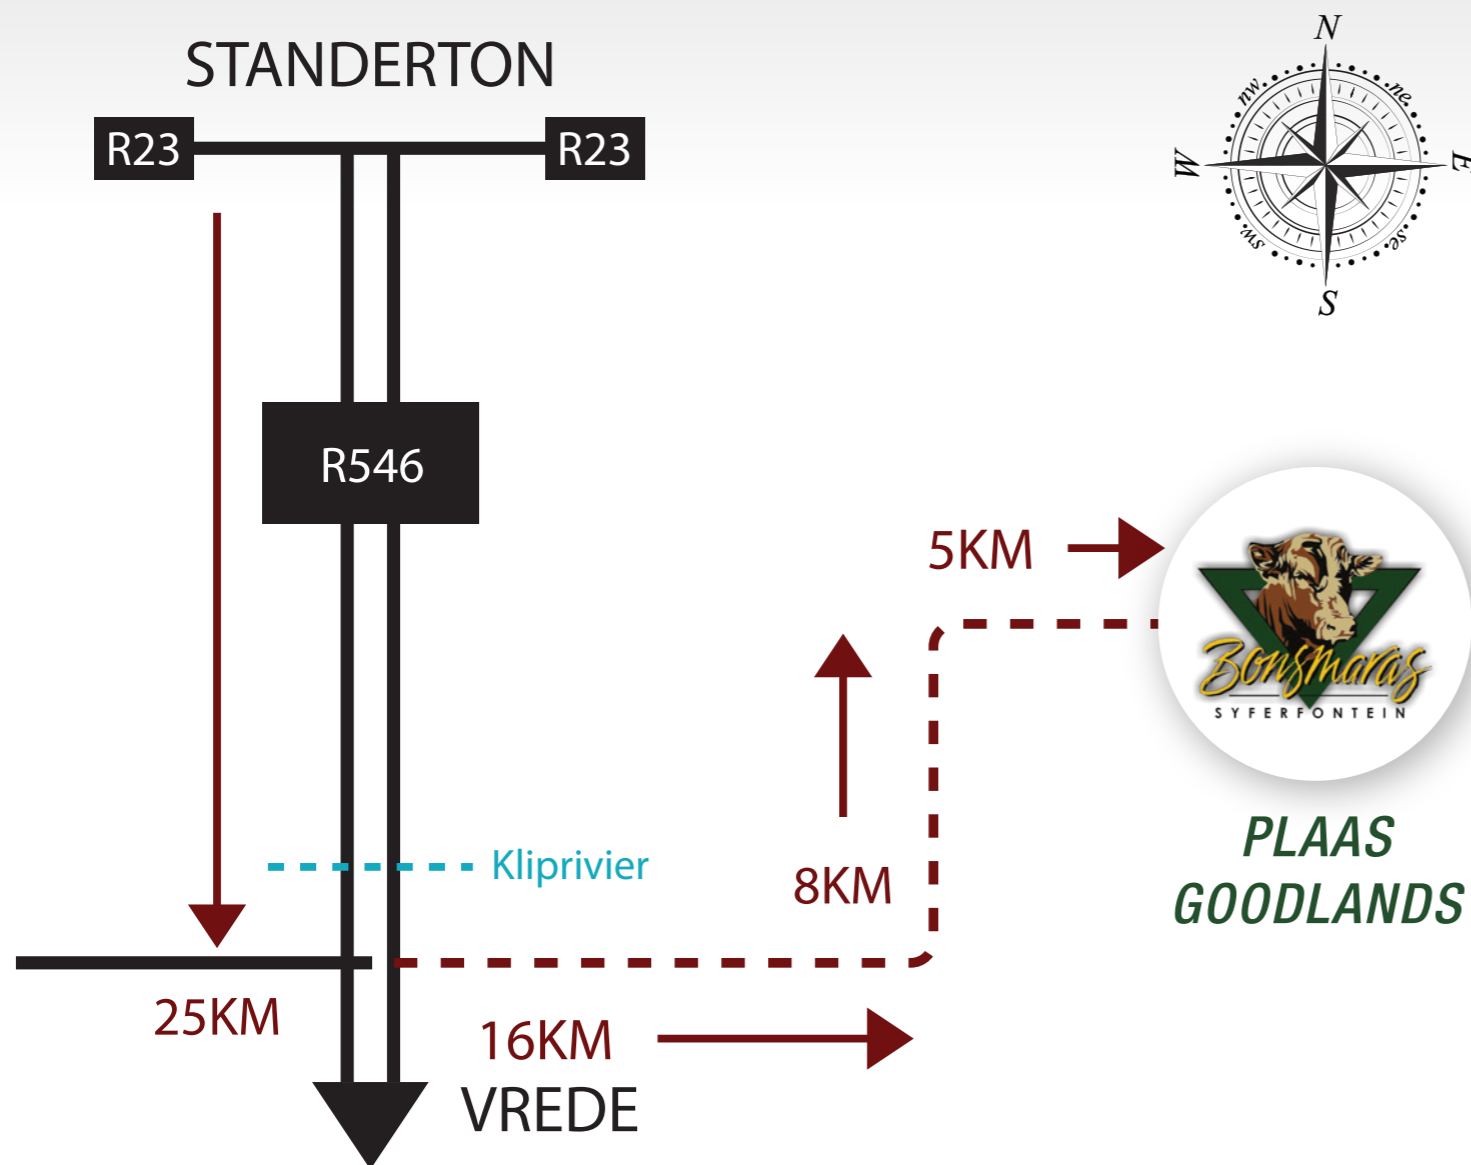 STANDERTON
N
nw
ne
R23
R23
W
E
sw
se
S
R546
5KM
Bonsmaras
SYFERFONTEIN
PLAAS
GOODLANDS
Kliprivier
8KM
25KM
16KM
VREDE